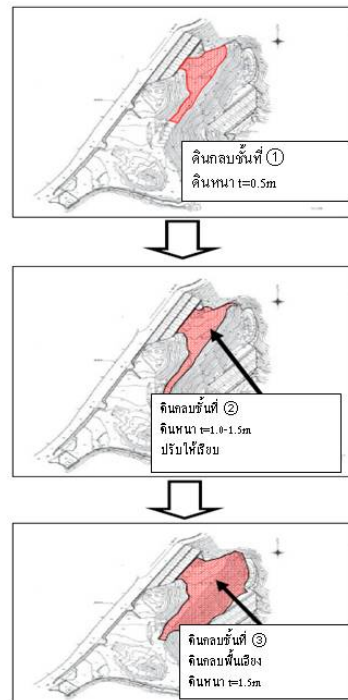 ดินกลบชั้นที่ ①
ดินหนา t=0.5m
ดินกลบชั้นที่ ②
ดินหนา t=1.0-1.5m
ปรับให้เรียบ
ดินกลบชั้นที่ ③
ดินกลบพื้นเอียง
ดินหนา t=1.5m